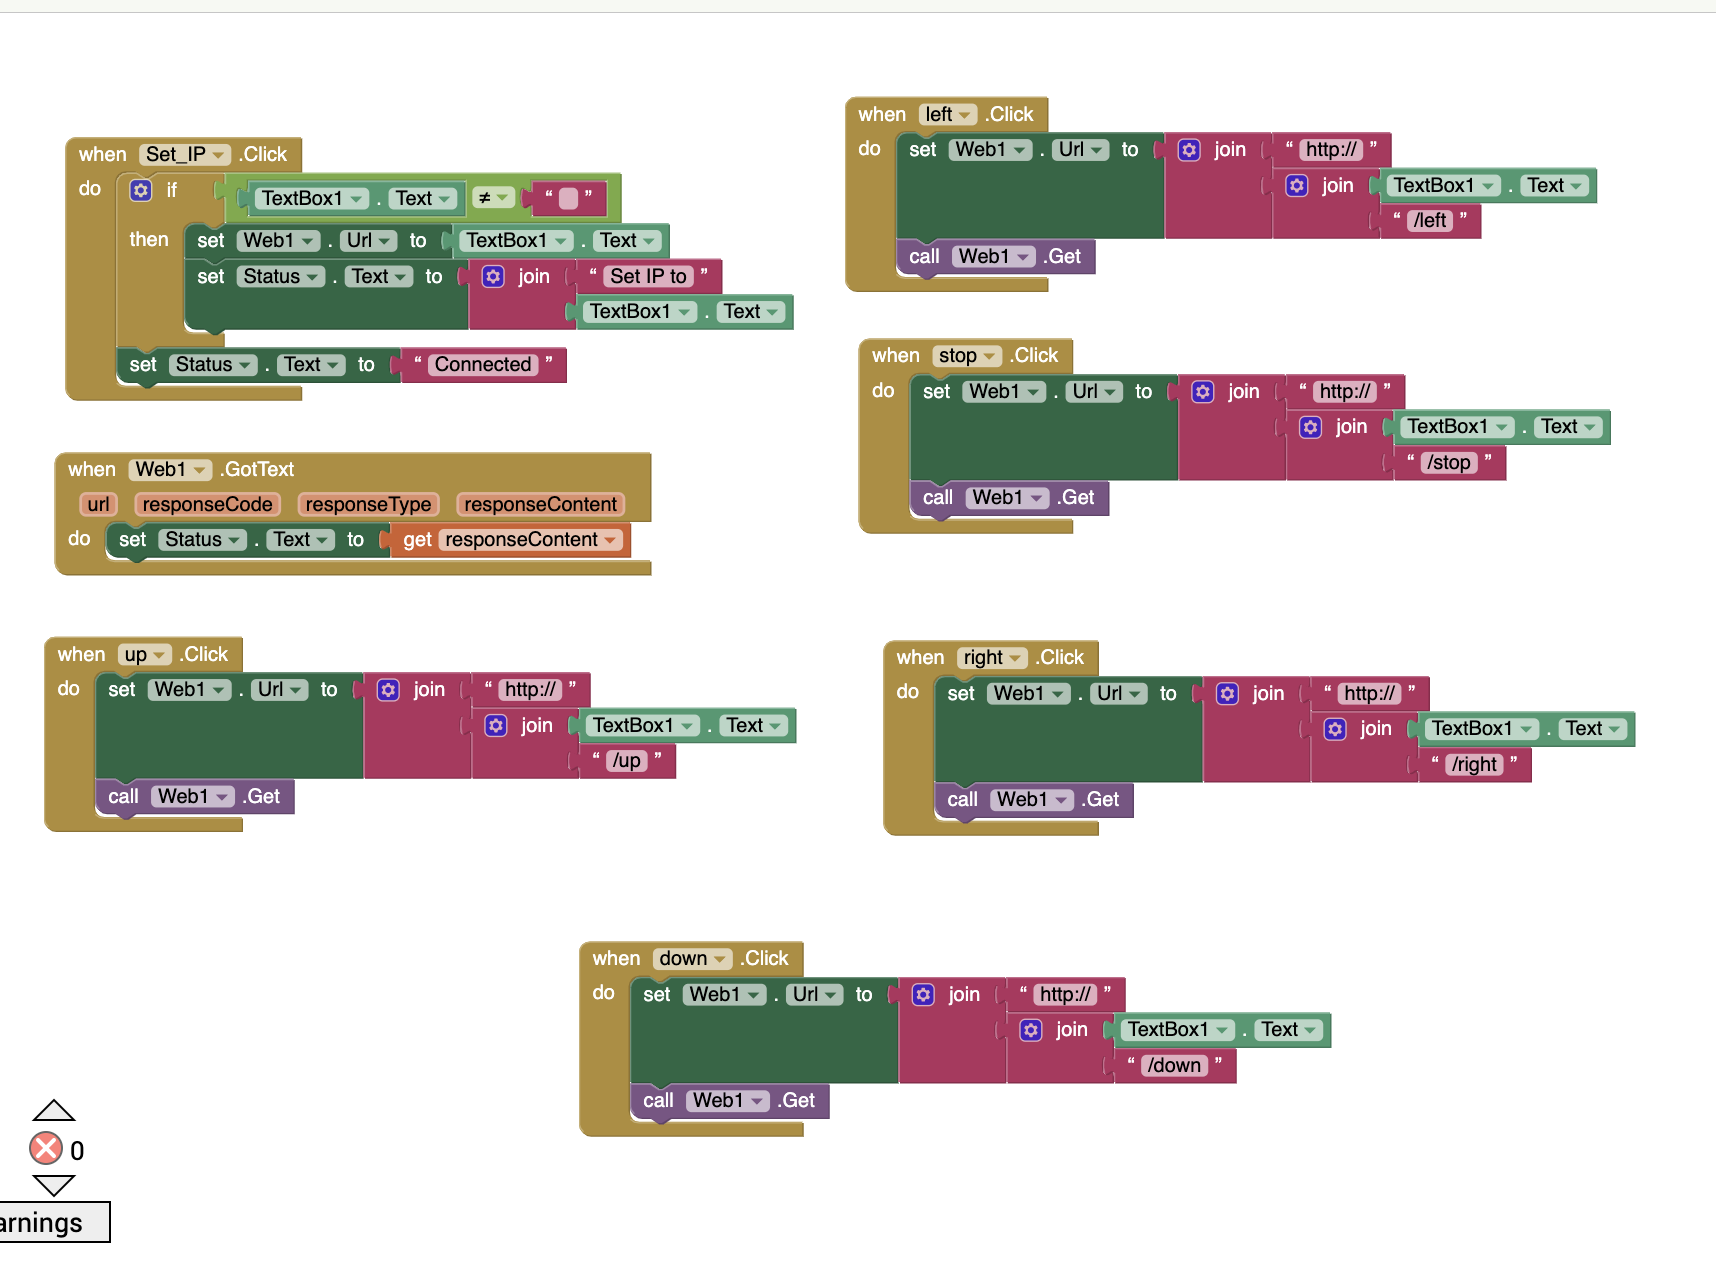 when Set_IP .Click
do if TextBox1 . Text ≠ “ ”
then set Web1 . Url to TextBox1 . Text
set Status . Text to join “ Set IP to ”
TextBox1 . Text
set Status . Text to “ Connected ”
when Web1 .GotText
url responseCode responseType responseContent
do set Status . Text to get responseContent
when up .Click
do set Web1 . Url to join “ http:// ”
join TextBox1 . Text
“ /up ”
call Web1 .Get
when left .Click
do set Web1 . Url to join “ http:// ”
join TextBox1 . Text
“ /left ”
call Web1 .Get
when stop .Click
do set Web1 . Url to join “ http:// ”
join TextBox1 . Text
“ /stop ”
call Web1 .Get
when right .Click
do set Web1 . Url to join “ http:// ”
join TextBox1 . Text
“ /right ”
call Web1 .Get
when down .Click
do set Web1 . Url to join “ http:// ”
join TextBox1 . Text
“ /down ”
call Web1 .Get
0
arnings